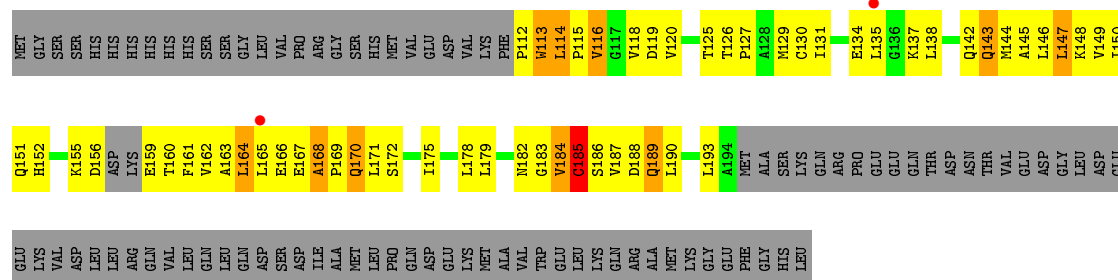 MET GLY SER SER HIS HIS HIS HIS HIS HIS SER SER GLY LEU VAL PRO ARG GLY SER HIS MET VAL GLU ASP VAL LYS PHE P112 W113 L114 P115 V116 G117 V118 D119 V120 T125 T126 P127 A128 M129 C130 I131 E134 L135 G136 K137 L138 Q142 Q143 M144 A145 L146 L147 K148 V149 I150
Q151 H152 K155 D156 ASP LYS E159 T160 F161 V162 A163 L164 L165 E166 E167 A168 P169 Q170 L171 S172 I175 L178 L179 N182 G183 V184 C185 S186 V187 D188 Q189 L190 L193 A194 MET ALA SER LYS GLN ARG PRO GLU GLU GLN THR ASP ASN THR VAL GLU ASP GLY LEU ASP GLU
GLU LYS VAL ASP LEU LEU ARG GLN VAL LEU GLN LEU GLN ASP SER ASP ILE ALA MET LEU PRO GLN ASP GLU LYS MET ALA VAL TRP GLU LEU LYS GLN ARG ALA MET LYS GLY GLU PHE GLY HIS LEU